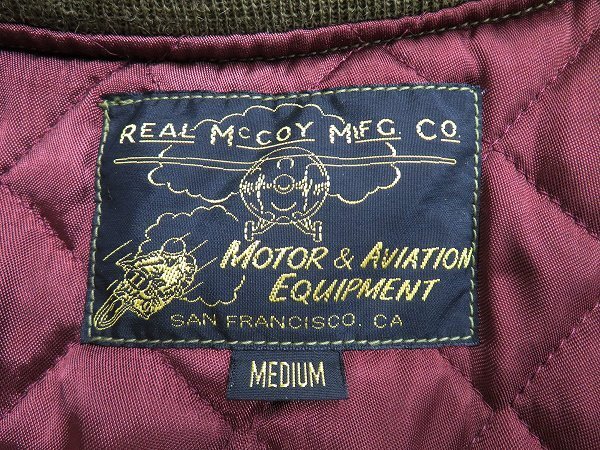 REAL MCCOY MFG. CO.
MOTOR & AVIATION
EQUIPMENT
SAN FRANCISCO. CA
MEDIUM